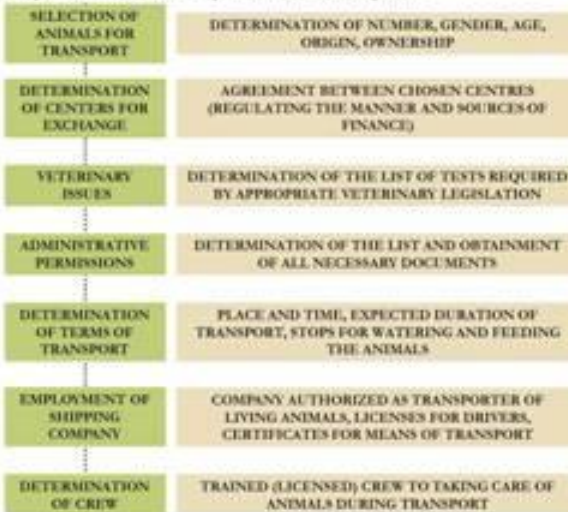 SELECTION OF
ANIMALS FOR
TRANSPORT
DETERMINATION OF NUMBER, GENDER, AGE,
ORIGIN, OWNERSHIP
DETERMINATION
OF CENTERS FOR
EXCHANGE
AGREEMENT BETWEEN CHOSEN CENTRES
(REGULATING THE MANNER AND SOURCES OF
FINANCE)
VETERINARY
ISSUES
DETERMINATION OF THE LIST OF TESTS REQUIRED
BY APPROPRIATE VETERINARY LEGISLATION
ADMINISTRATIVE
PERMISSIONS
DETERMINATION OF THE LIST AND OBTAINMENT
OF ALL NECESSARY DOCUMENTS
DETERMINATION
OF TERMS OF
TRANSPORT
PLACE AND TIME, EXPECTED DURATION OF
TRANSPORT, STOPS FOR WATERING AND FEEDING
THE ANIMALS
EMPLOYMENT OF
SHIPPING
COMPANY
COMPANY AUTHORIZED AS TRANSPORTER OF
LIVING ANIMALS, LICENSES FOR DRIVERS,
CERTIFICATES FOR MEANS OF TRANSPORT
DETERMINATION
OF CREW
TRAINED (LICENSED) CREW TO TAKING CARE OF
ANIMALS DURING TRANSPORT